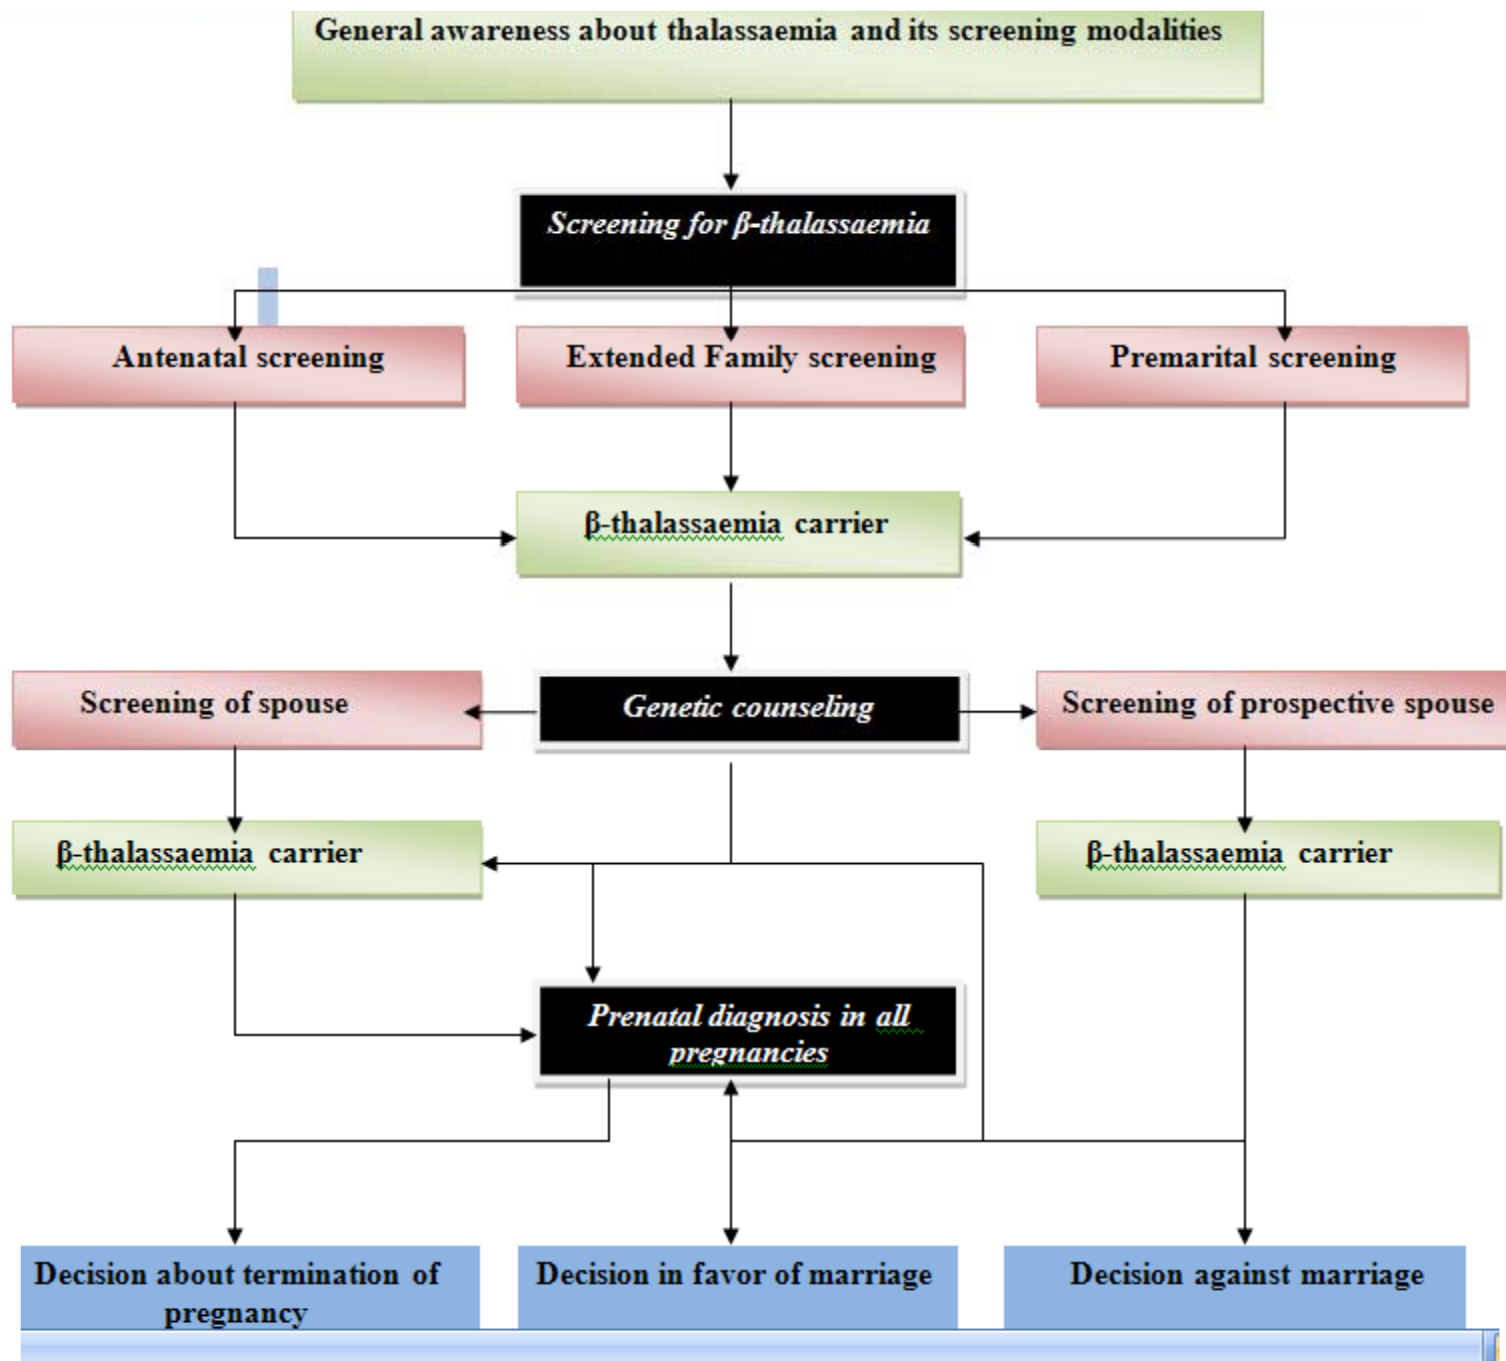 General awareness about thalassaemia and its screening modalities
Screening for β-thalassaemia
Antenatal screening
Extended Family screening
Premarital screening
β-thalassaemia carrier
Screening of spouse
Genetic counseling
Screening of prospective spouse
β-thalassaemia carrier
β-thalassaemia carrier
Prenatal diagnosis in all
pregnancies
Decision about termination of
pregnancy
Decision in favor of marriage
Decision against marriage